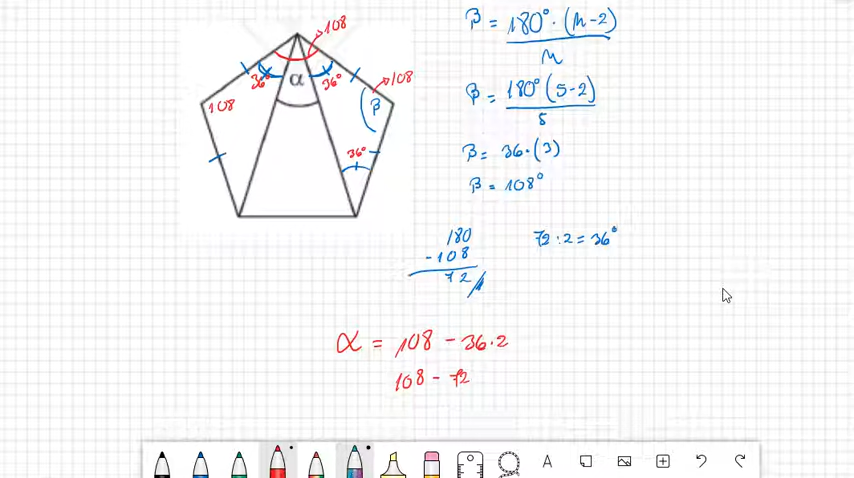 108
36°
α
36°
108
108
β
36°
β = 180° · (n-2)
n
β = 180° (5-2)
5
β = 36 · (3)
β = 108°
180
-108
72
72 : 2 = 36°
α = 108 - 36 · 2
108 - 72
A